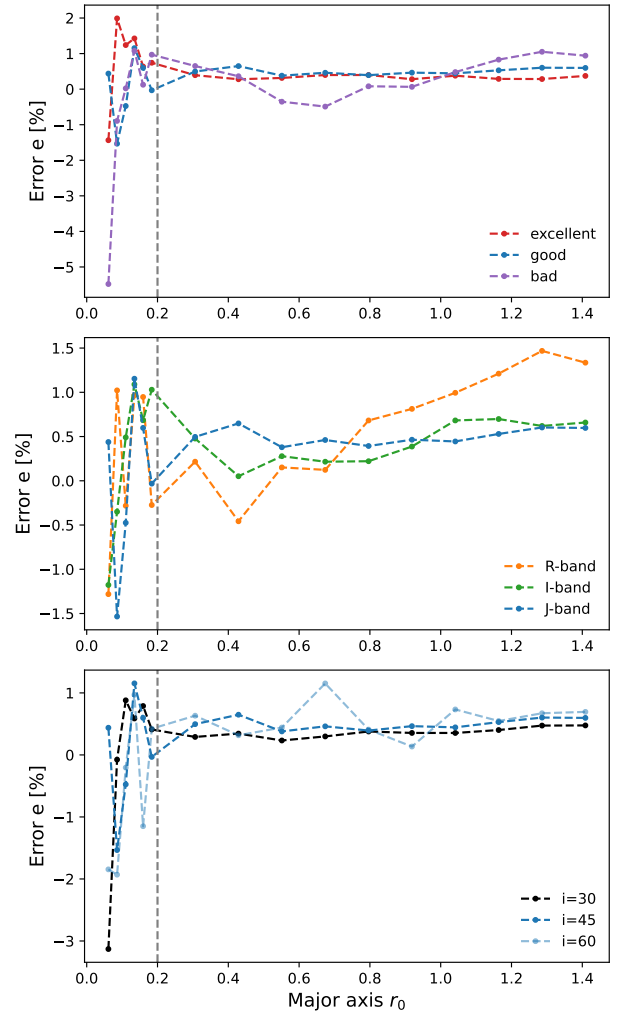 2
1
0
−1
−2
−3
−4
−5
Error e [%]
excellent
good
bad
0.0 0.2 0.4 0.6 0.8 1.0 1.2 1.4
1.5
1.0
0.5
0.0
−0.5
−1.0
−1.5
Error e [%]
R-band
I-band
J-band
0.0 0.2 0.4 0.6 0.8 1.0 1.2 1.4
1
0
−1
−2
−3
Error e [%]
i=30
i=45
i=60
0.0 0.2 0.4 0.6 0.8 1.0 1.2 1.4
Major axis r₀